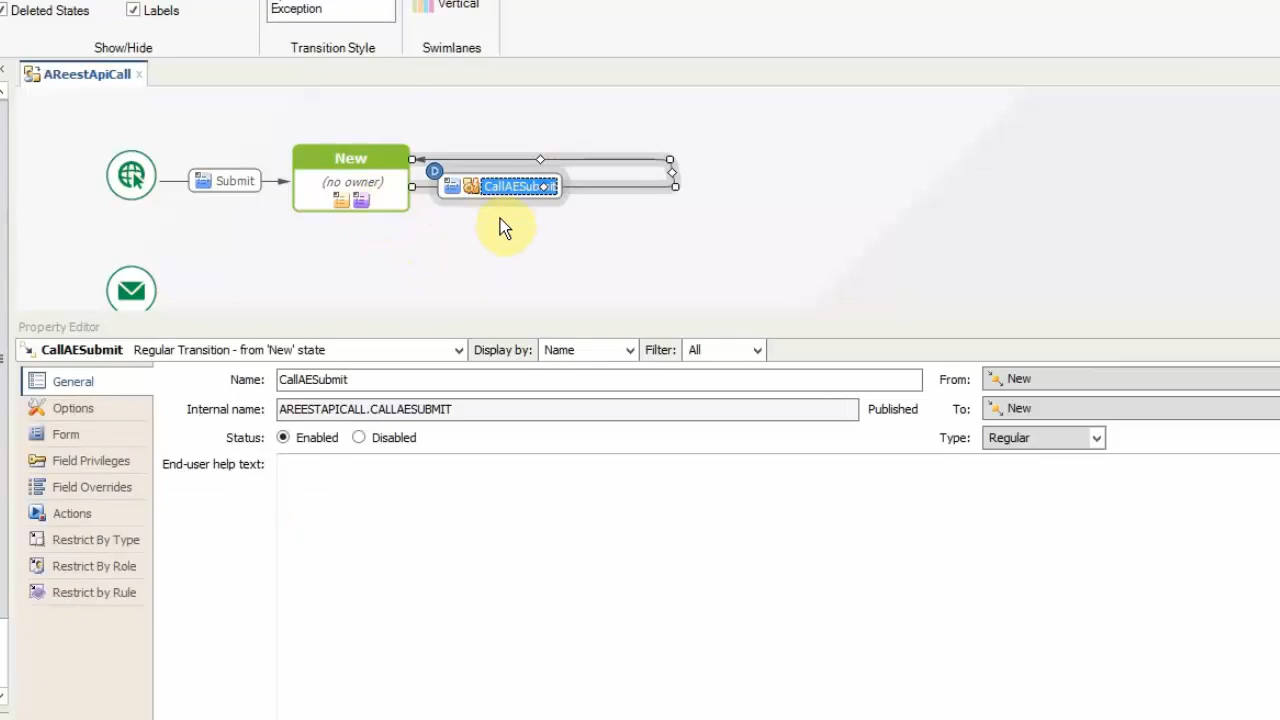 Deleted States
Labels
Exception
Vertical
Show/Hide
Transition Style
Swimlanes
AReestApiCall
New
Submit
(no owner)
D
CallAESubmit
Property Editor
CallAESubmit Regular Transition - from 'New' state
Display by: Name
Filter: All
General
Name: CallAESubmit
From: New
Options
Internal name: AREESTAPICALL.CALLAESUBMIT Published
To: New
Form
Status: Enabled Disabled
Type: Regular
Field Privileges
End-user help text:
Field Overrides
Actions
Restrict By Type
Restrict By Role
Restrict by Rule